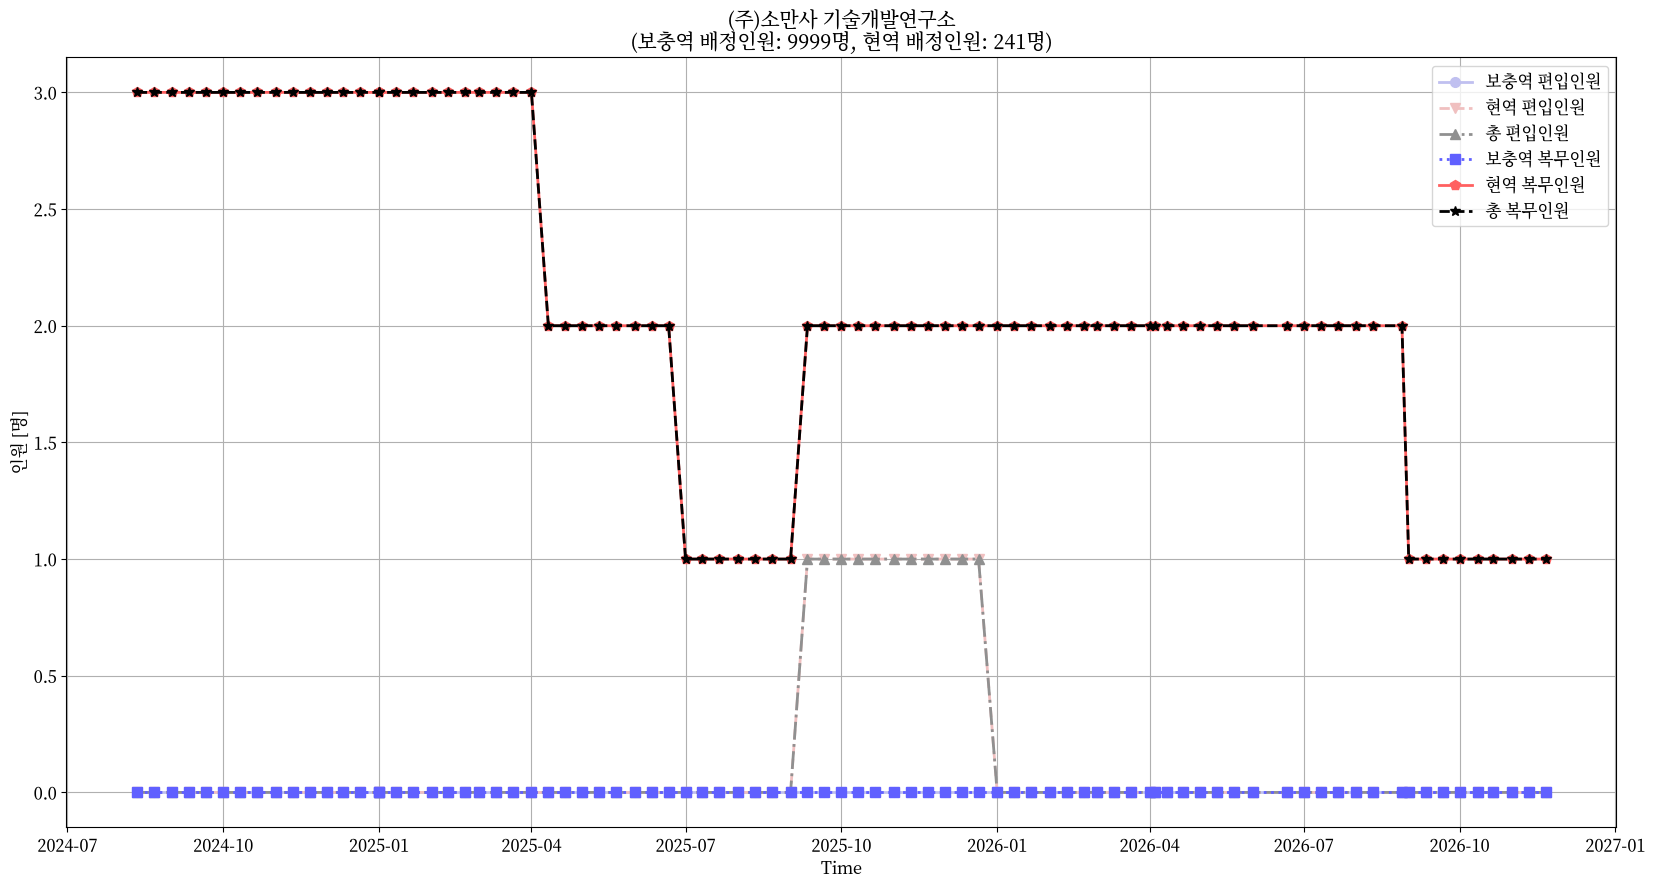 (주)소만사 기술개발연구소
(보충역 배정인원: 9999명, 현역 배정인원: 241명)
보충역 편입인원
현역 편입인원
총 편입인원
보충역 복무인원
현역 복무인원
총 복무인원
인원 [명]
3.0
2.5
2.0
1.5
1.0
0.5
0.0
2024-07 2024-10 2025-01 2025-04 2025-07 2025-10 2026-01 2026-04 2026-07 2026-10 2027-01
Time